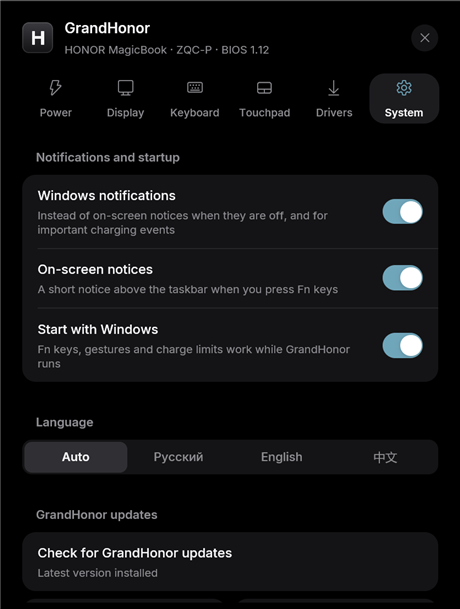 H
GrandHonor
HONOR MagicBook · ZQC-P · BIOS 1.12
Power
Display
Keyboard
Touchpad
Drivers
System
Notifications and startup
Windows notifications
Instead of on-screen notices when they are off, and for
important charging events
On-screen notices
A short notice above the taskbar when you press Fn keys
Start with Windows
Fn keys, gestures and charge limits work while GrandHonor
runs
Language
Auto
Русский
English
中文
GrandHonor updates
Check for GrandHonor updates
Latest version installed